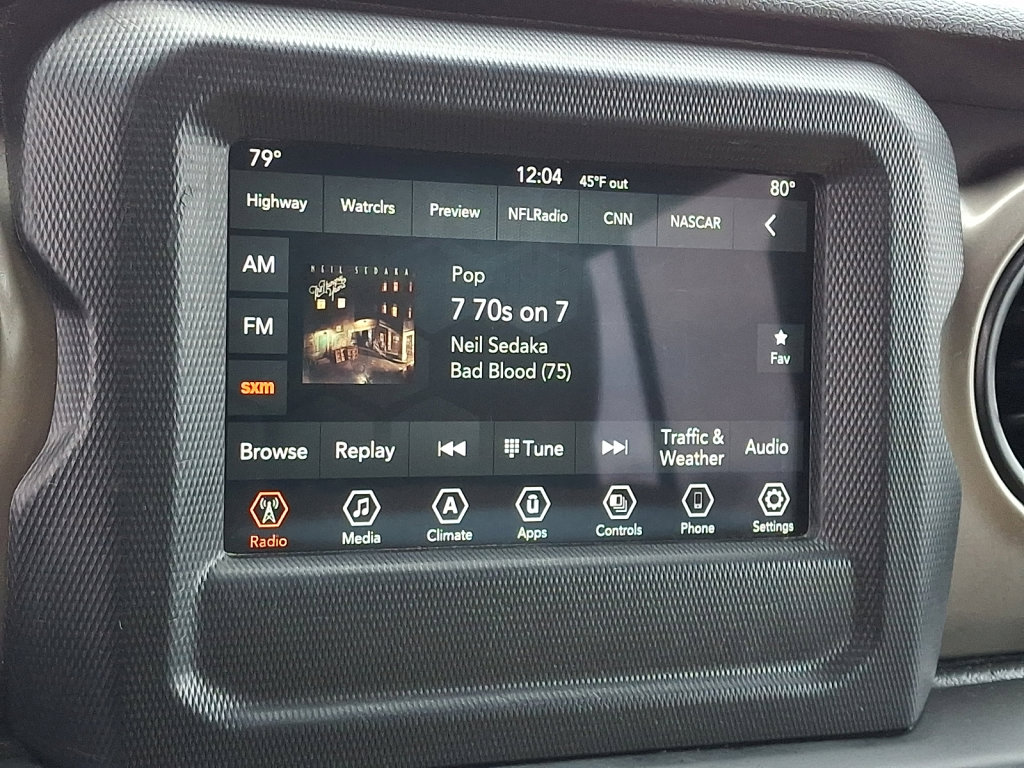 79°
12:04
45°F out
80°
Highway
Watrclrs
Preview
NFLRadio
CNN
NASCAR
AM
FM
sxm
NEIL SEDAKA
Pop
7 70s on 7
Neil Sedaka
Bad Blood (75)
Fav
Browse
Replay
Tune
Traffic &
Weather
Audio
A
ū
Radio
Media
Climate
Apps
Controls
Phone
Settings